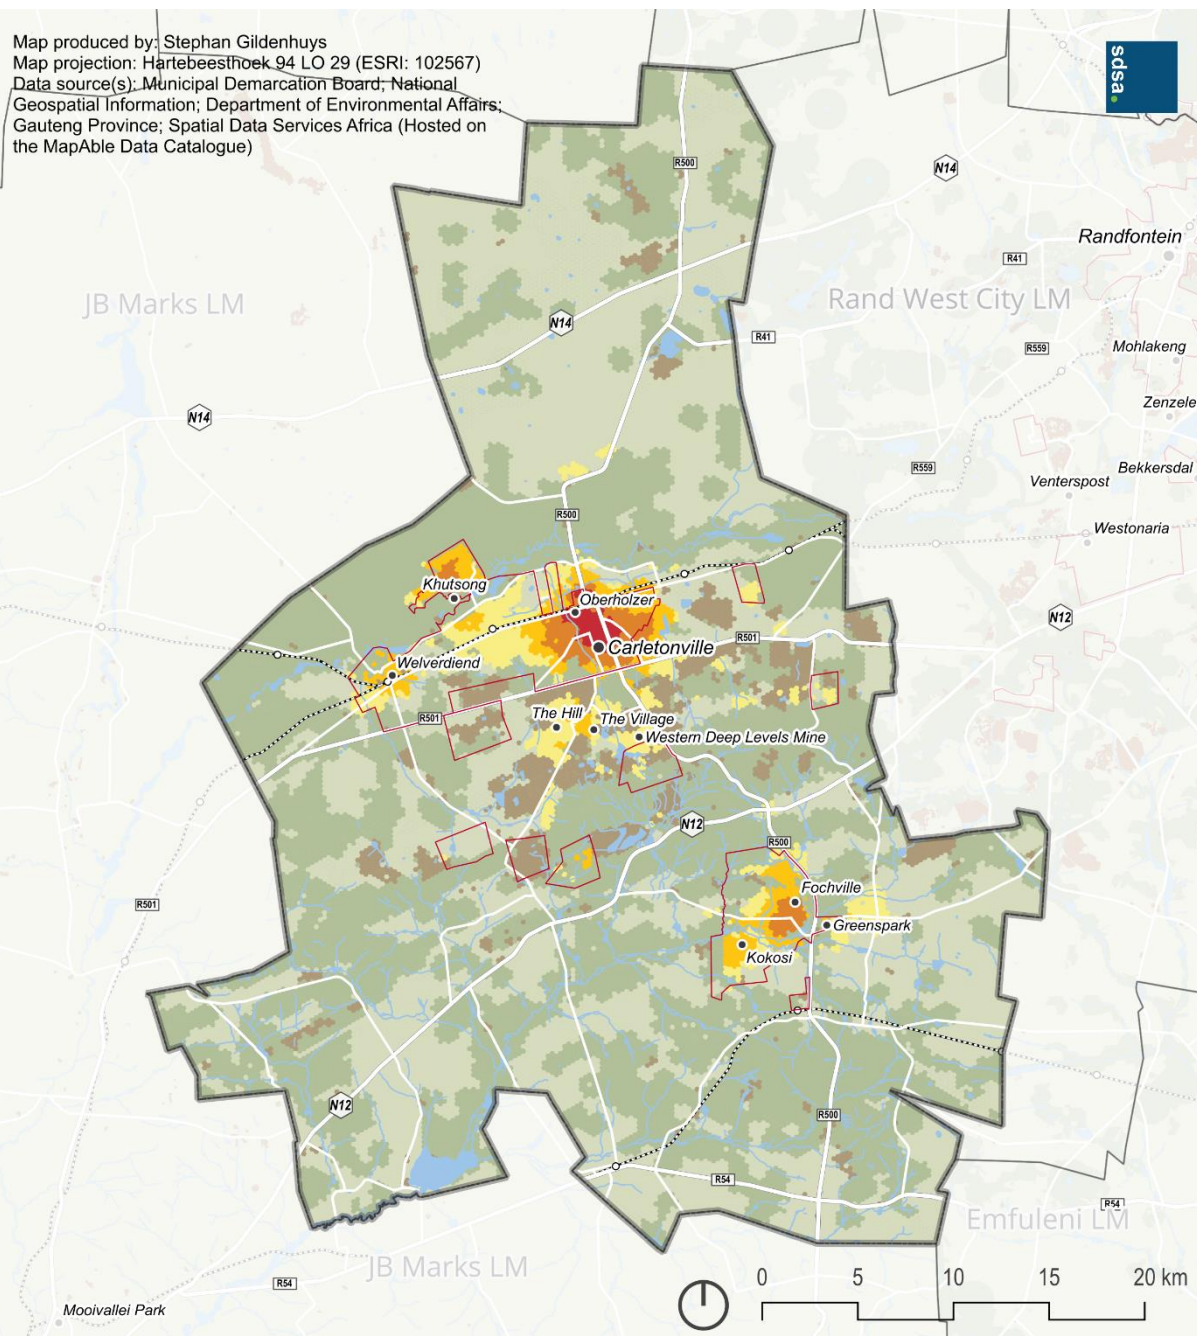 Map produced by: Stephan Gildenhuys
Map projection: Hartebeesthoek 94 LO 29 (ESRI: 102567)
Data source(s): Municipal Demarcation Board; National
Geospatial Information; Department of Environmental Affairs;
Gauteng Province; Spatial Data Services Africa (Hosted on
the MapAble Data Catalogue)
sdsa.
R500
N14
Randfontein
R41
JB Marks LM
Rand West City LM
N14
R41
R559
Mohlakeng
Zenzele
N14
R559
Bekkersdal
Venterspost
R500
Westonaria
Khutsong
Oberholzer
N12
R501
Carletonville
Welverdiend
The Hill
The Village
R501
Western Deep Levels Mine
N12
R500
Fochville
R501
Greenspark
Kokosi
N12
R500
R54
R54
Emfuleni LM
JB Marks LM
R54
0
5
10
15
20 km
Mooivallei Park